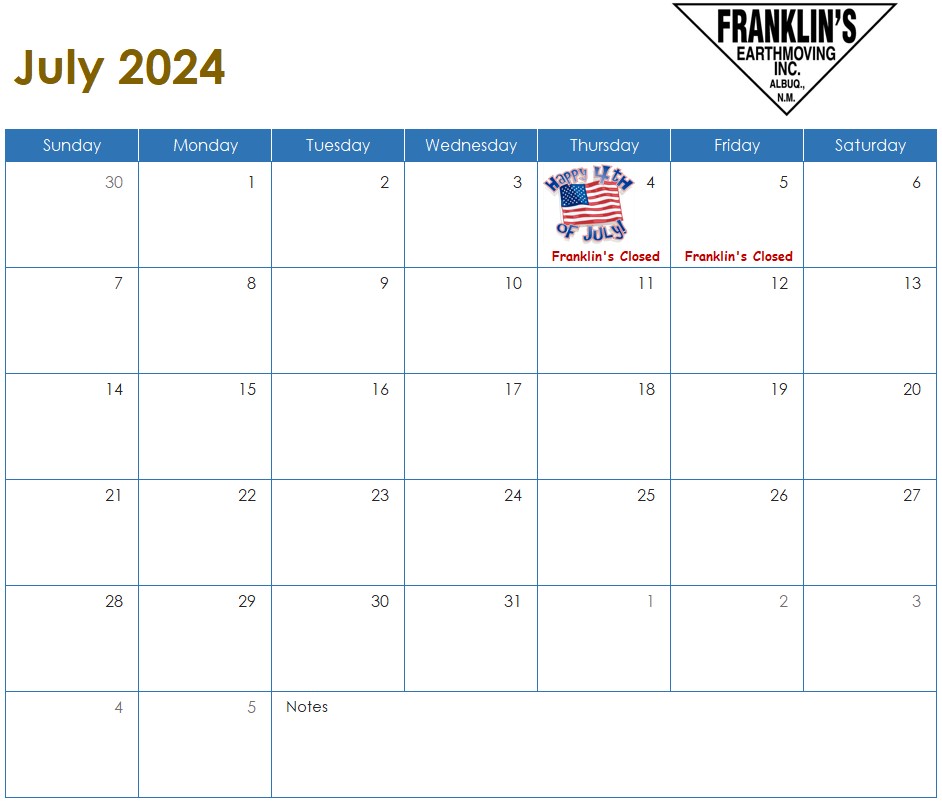 July 2024
FRANKLIN'S
EARTHMOVING
INC.
ALBUQ.,
N.M.
Sunday Monday Tuesday Wednesday Thursday Friday Saturday
30 1 2 3 4 5 6
Happy 4th
of July!
Franklin's Closed Franklin's Closed
7 8 9 10 11 12 13
14 15 16 17 18 19 20
21 22 23 24 25 26 27
28 29 30 31 1 2 3
4 5 Notes